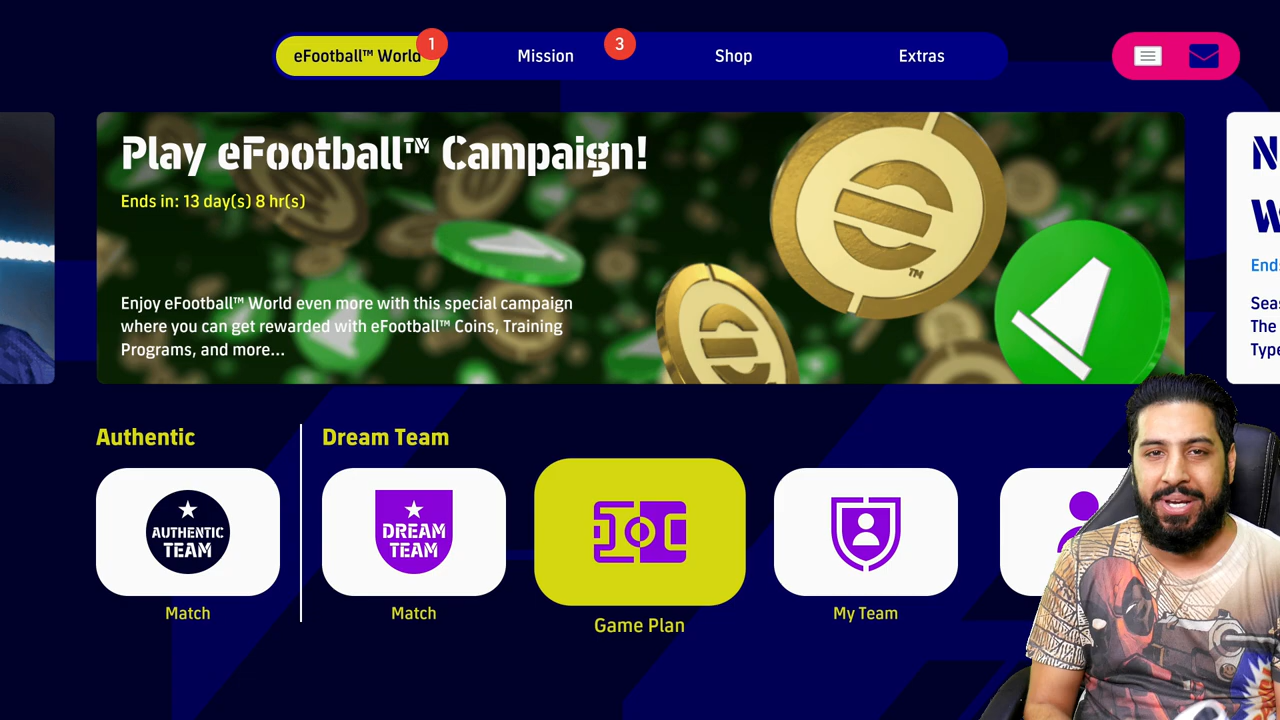 eFootball™ World
1
Mission
3
Shop
Extras
Play eFootball™ Campaign!
Ends in: 13 day(s) 8 hr(s)
Enjoy eFootball™ World even more with this special campaign
where you can get rewarded with eFootball™ Coins, Training
Programs, and more...
TM
Authentic
Dream Team
AUTHENTIC
TEAM
DREAM
TEAM
Match
Match
Game Plan
My Team
The